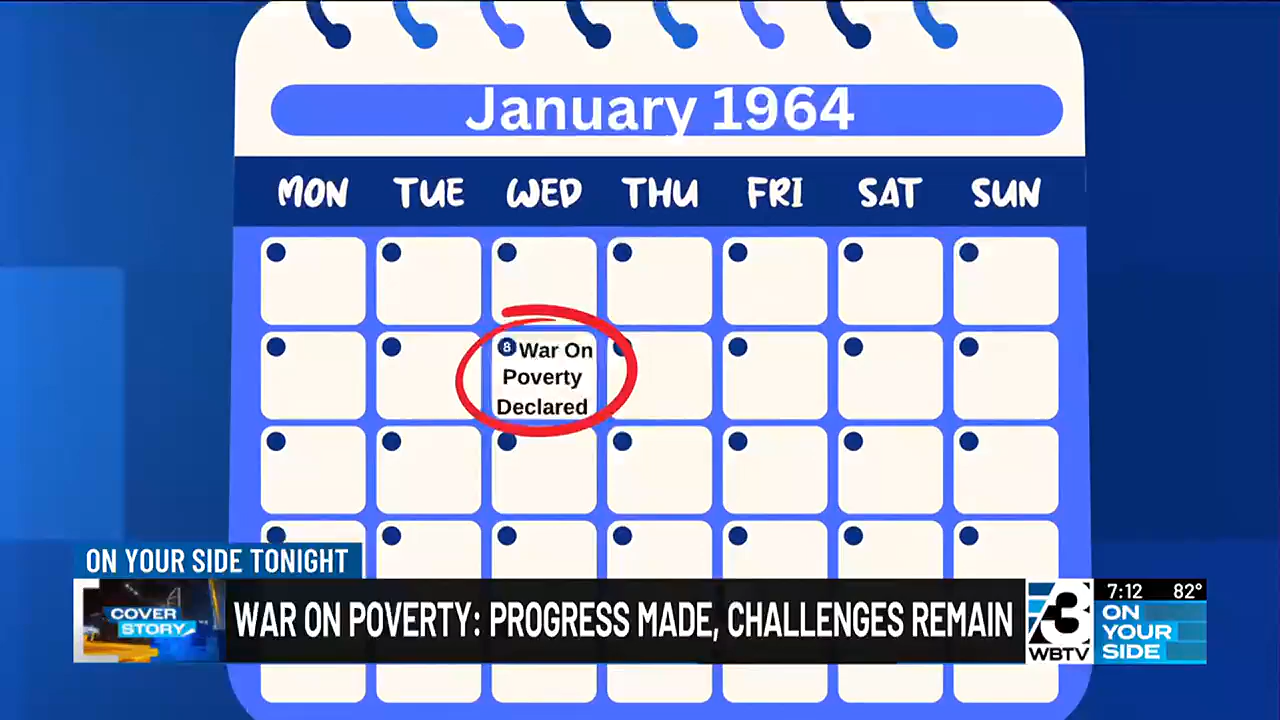 January 1964
MON TUE WED THU FRI SAT SUN
8 War On
Poverty
Declared
ON YOUR SIDE TONIGHT
COVER
STORY
WAR ON POVERTY: PROGRESS MADE, CHALLENGES REMAIN
3
WBTV
7:12 82°
ON
YOUR
SIDE